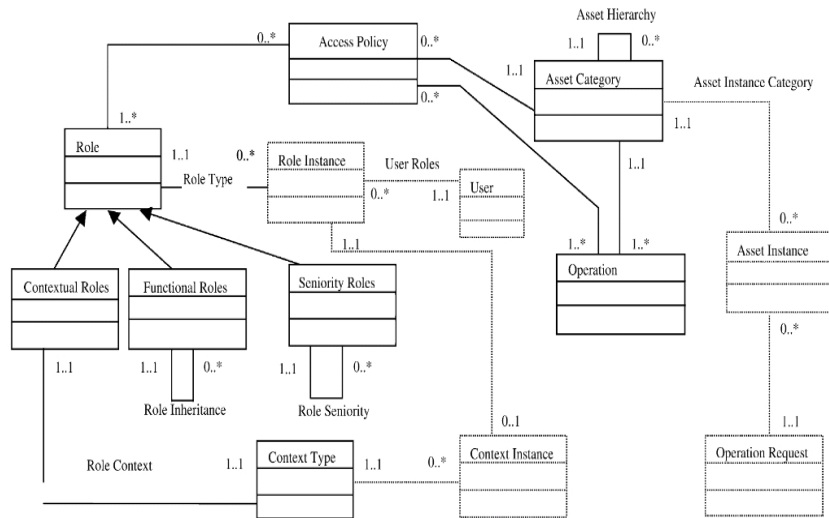 Asset Hierarchy
0..* Access Policy 0..*
1..1 0..*
1..1
Asset Category
Asset Instance Category
0..*
1..*
1..1
Role
1..1 0..* Role Instance
User Roles
1..1
Role Type
0..* 1..1
User
0..*
1..1
1..* 1..*
Asset Instance
Contextual Roles
Functional Roles
Seniority Roles
Operation
0..*
1..1
1..1 0..*
1..1 0..*
Role Inheritance
Role Seniority
0..1
1..1
Role Context
1..1
Context Type
1..1 0..*
Context Instance
Operation Request